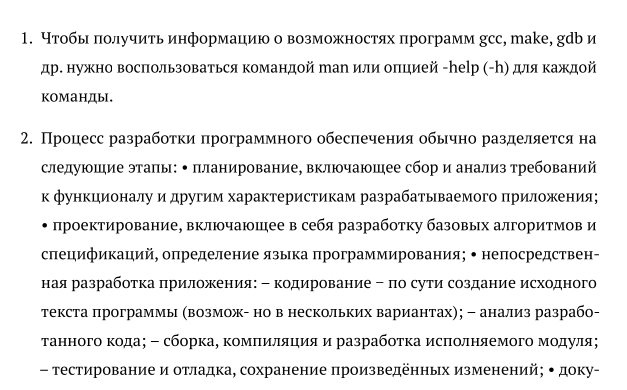 1. Чтобы получить информацию о возможностях программ gcc, make, gdb и
др. нужно воспользоваться командой man или опцией -help (-h) для каждой
команды.
2. Процесс разработки программного обеспечения обычно разделяется на
следующие этапы: • планирование, включающее сбор и анализ требований
к функционалу и другим характеристикам разрабатываемого приложения;
• проектирование, включающее в себя разработку базовых алгоритмов и
спецификаций, определение языка программирования; • непосредствен-
ная разработка приложения: – кодирование − по сути создание исходного
текста программы (возмож- но в нескольких вариантах); – анализ разрабо-
танного кода; – сборка, компиляция и разработка исполняемого модуля;
– тестирование и отладка, сохранение произведённых изменений; • доку-